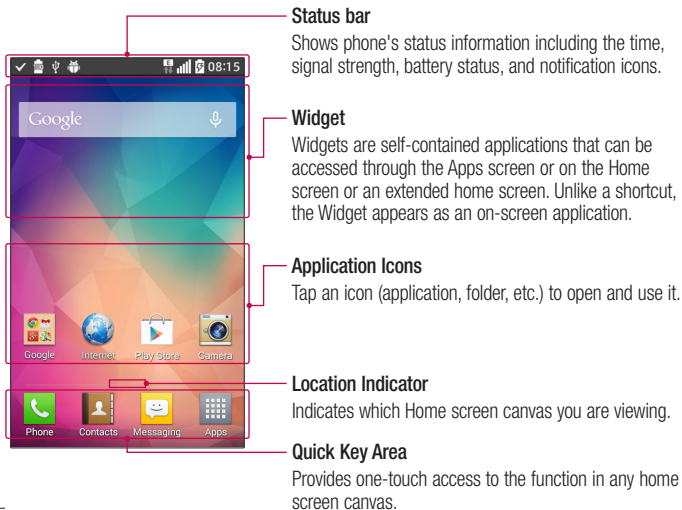 Status bar
Shows phone's status information including the time,
signal strength, battery status, and notification icons.
08:15
Google
Widget
Widgets are self-contained applications that can be
accessed through the Apps screen or on the Home
screen or an extended home screen. Unlike a shortcut,
the Widget appears as an on-screen application.
Application Icons
Tap an icon (application, folder, etc.) to open and use it.
Google Internet Play Store Camera
Location Indicator
Indicates which Home screen canvas you are viewing.
Phone Contacts Messaging Apps
Quick Key Area
Provides one-touch access to the function in any home
screen canvas.